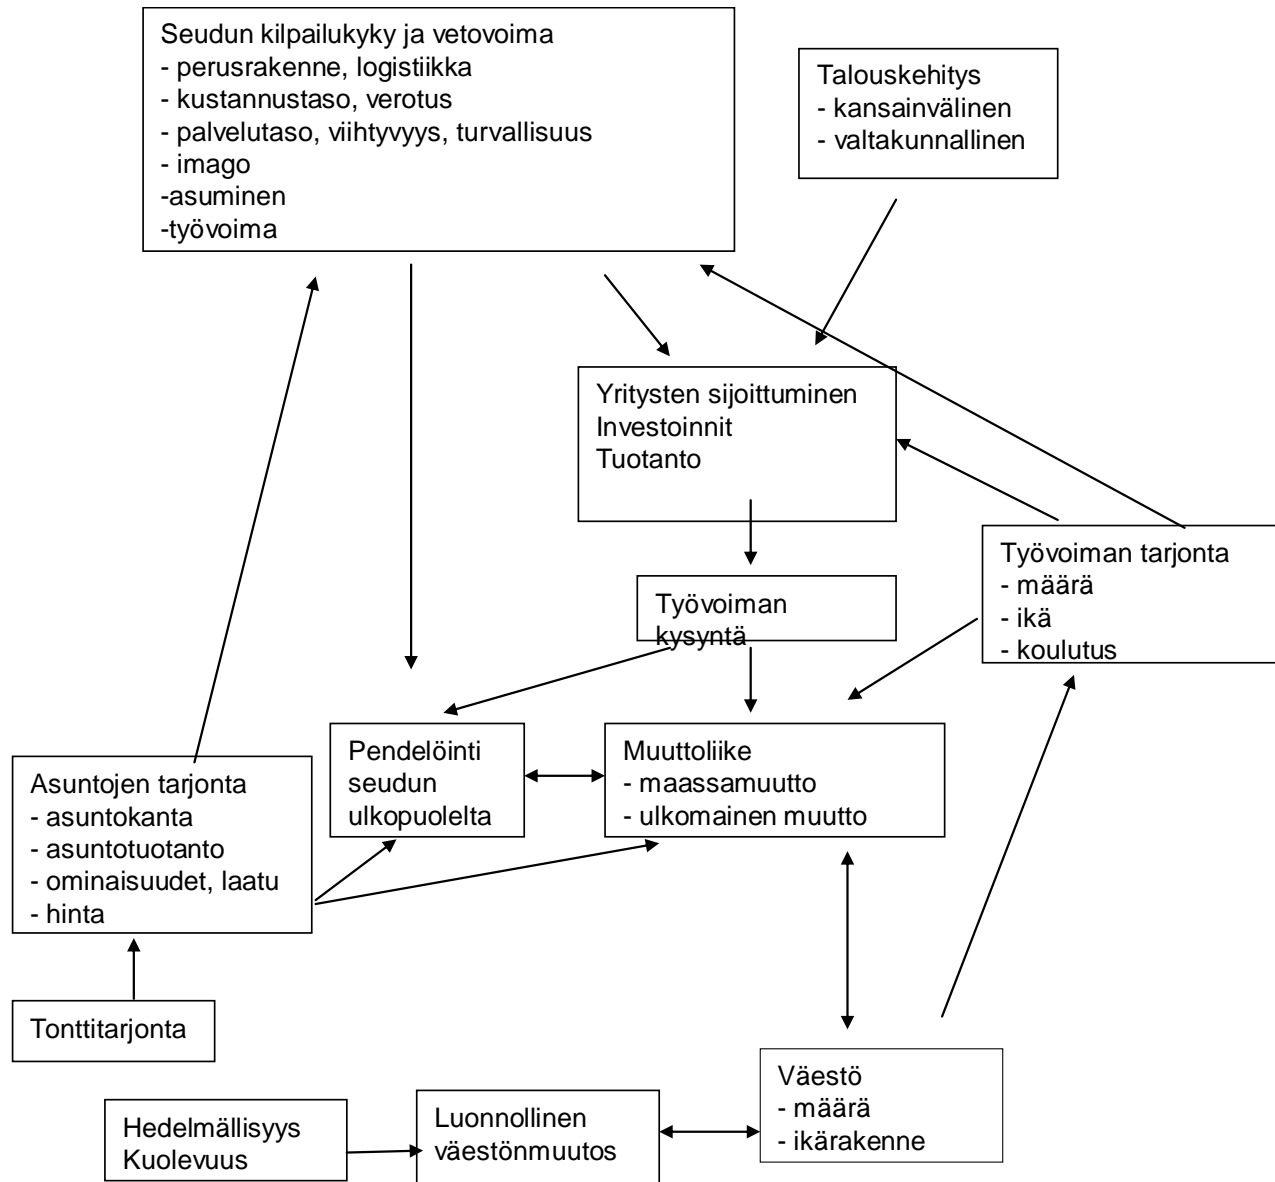 Seudun kilpailukyky ja vetovoima
- perusrakenne, logistiikka
- kustannustaso, verotus
- palvelutaso, viihtyvyys, turvallisuus
- imago
-asuminen
-työvoima
Talouskehitys
- kansainvälinen
- valtakunnallinen
Yritysten sijoittuminen
Investoinnit
Tuotanto
Työvoiman tarjonta
- määrä
- ikä
- koulutus
Työvoiman
kysyntä
Pendelöinti
seudun
ulkopuolelta
Muuttoliike
- maassamuutto
- ulkomainen muutto
Asuntojen tarjonta
- asuntokanta
- asuntotuotanto
- ominaisuudet, laatu
- hinta
Tonttitarjonta
Väestö
- määrä
- ikärakenne
Luonnollinen
väestönmuutos
Hedelmällisyys
Kuolevuus